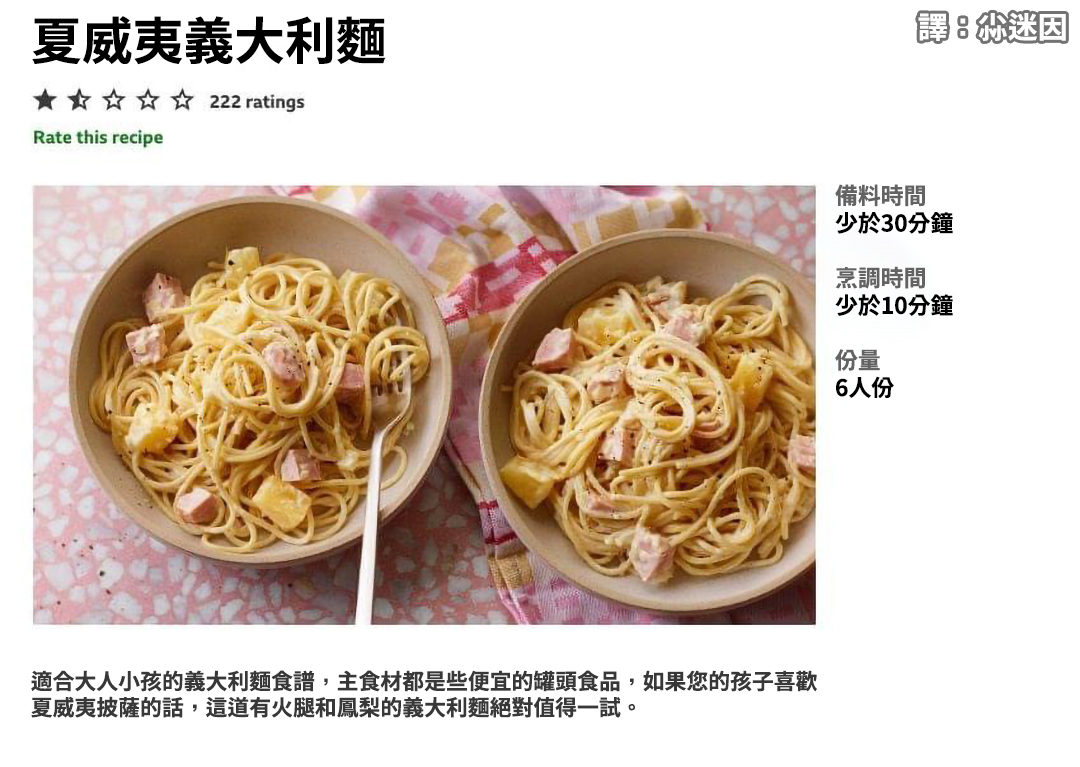 夏威夷義大利麵
譯：尛迷因
222 ratings
Rate this recipe
備料時間
少於30分鐘
烹調時間
少於10分鐘
份量
6人份
適合大人小孩的義大利麵食譜，主食材都是些便宜的罐頭食品，如果您的孩子喜歡
夏威夷披薩的話，這道有火腿和鳳梨的義大利麵絕對值得一試。